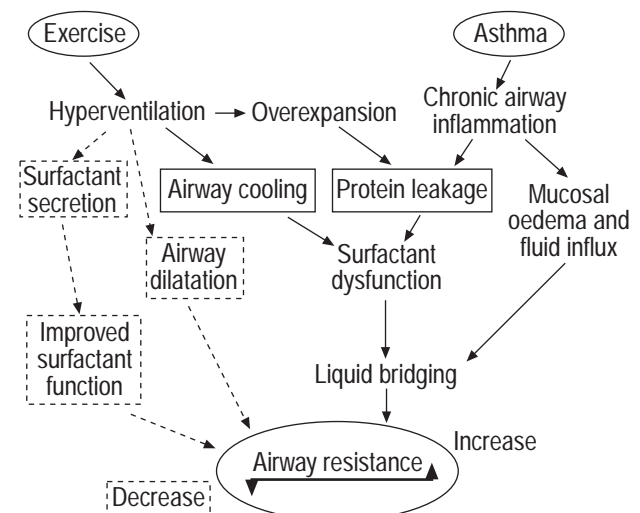 Exercise
Asthma
Hyperventilation
Overexpansion
Chronic airway
inflammation
Surfactant
secretion
Airway cooling
Protein leakage
Mucosal
oedema and
fluid influx
Airway
dilatation
Surfactant
dysfunction
Improved
surfactant
function
Liquid bridging
Increase
Airway resistance
Decrease